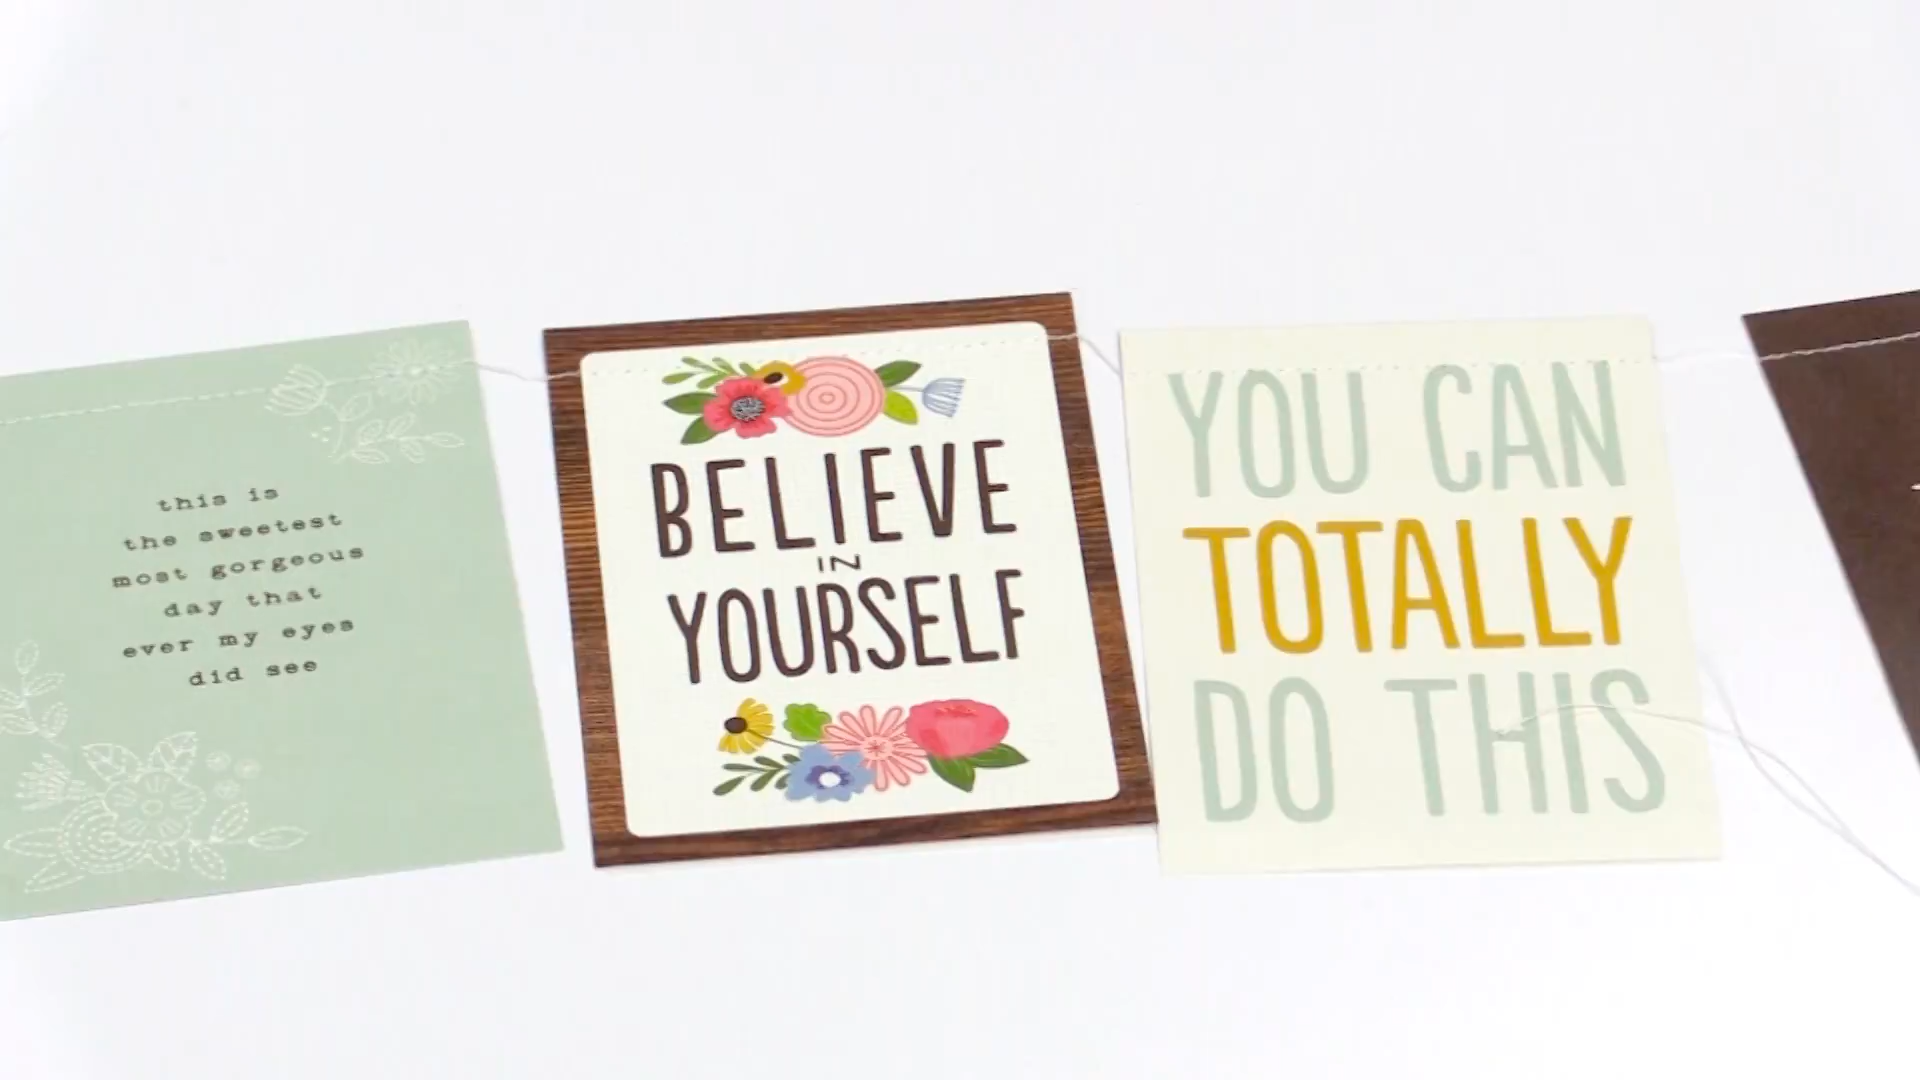 this is
the sweetest
most gorgeous
day that
ever my eyes
did see
BELIEVE
IN
YOURSELF
YOU CAN
TOTALLY
DO THIS